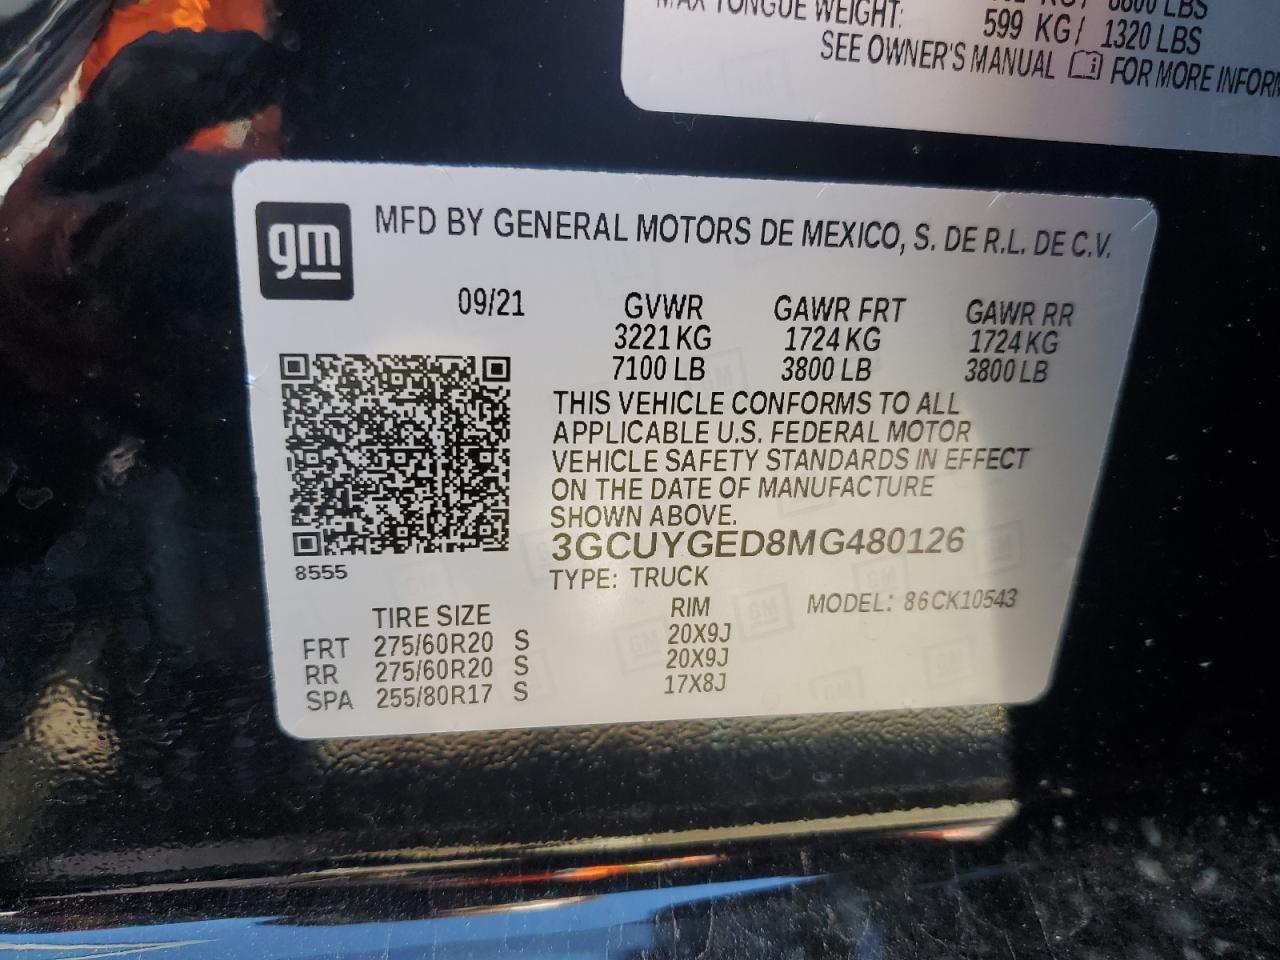 MAX TONGUE WEIGHT:
599 KG / 1320 LBS
SEE OWNER'S MANUAL FOR MORE INFORM
gm
MFD BY GENERAL MOTORS DE MEXICO, S. DE R.L. DE C.V.
09/21 GVWR GAWR FRT GAWR RR
3221 KG 1724 KG 1724 KG
7100 LB 3800 LB 3800 LB
THIS VEHICLE CONFORMS TO ALL
APPLICABLE U.S. FEDERAL MOTOR
VEHICLE SAFETY STANDARDS IN EFFECT
ON THE DATE OF MANUFACTURE
SHOWN ABOVE.
3GCUYGED8MG480126
8555
TYPE: TRUCK
MODEL: 86CK10543
TIRE SIZE RIM
FRT 275/60R20 S 20X9J
RR 275/60R20 S 20X9J
SPA 255/80R17 S 17X8J